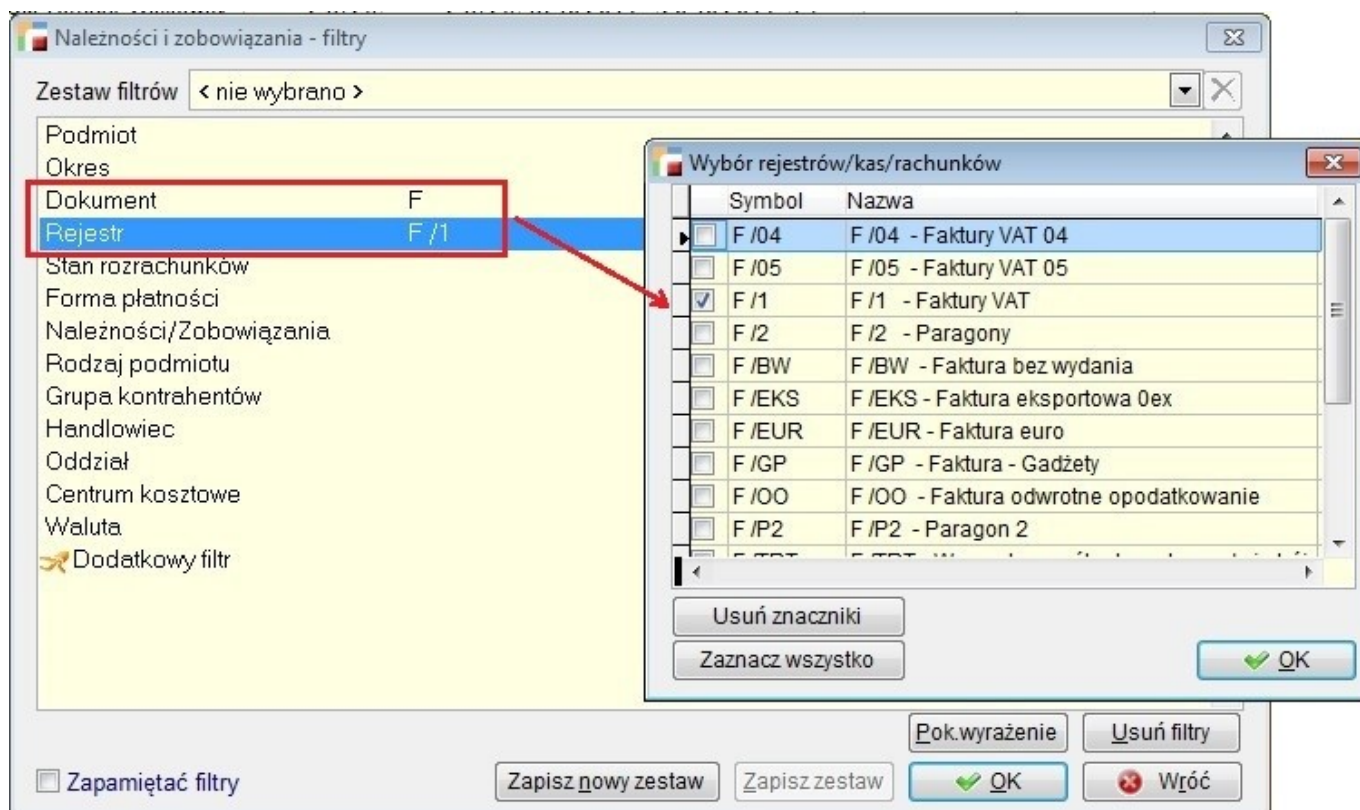 Należności i zobowiązania - filtry
Zestaw filtrów < nie wybrano >
Podmiot
Okres
Dokument F
Rejestr F /1
Stan rozrachunków
Forma płatności
Należności/Zobowiązania
Rodzaj podmiotu
Grupa kontrahentów
Handlowiec
Oddział
Centrum kosztowe
Waluta
Dodatkowy filtr
Wybór rejestrów/kas/rachunków
Symbol Nazwa
F /04 F /04 - Faktury VAT 04
F /05 F /05 - Faktury VAT 05
F /1 F /1 - Faktury VAT
F /2 F /2 - Paragony
F /BW F /BW - Faktura bez wydania
F /EKS F /EKS - Faktura eksportowa 0ex
F /EUR F /EUR - Faktura euro
F /GP F /GP - Faktura - Gadżety
F /OO F /OO - Faktura odwrotne opodatkowanie
F /P2 F /P2 - Paragon 2
Usuń znaczniki
Zaznacz wszystko OK
Pok.wyrażenie Usuń filtry
Zapamiętać filtry Zapisz nowy zestaw Zapisz zestaw OK Wróć